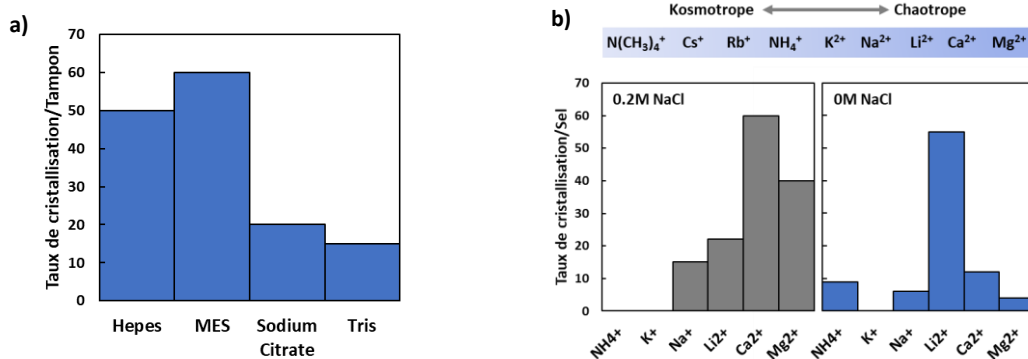 a)
Taux de cristallisation/Tampon
70
60
50
40
30
20
10
0
Hepes MES Sodium Tris
Citrate
b)
Kosmotrope Chaotrope
N(CH₃)₄⁺ Cs⁺ Rb⁺ NH₄⁺ K²⁺ Na²⁺ Li²⁺ Ca²⁺ Mg²⁺
Taux de cristallisation/Sel
70
60
50
40
30
20
10
0
0.2M NaCl
0M NaCl
NH4+ K+ Na+ Li2+ Ca2+ Mg2+
NH4+ K+ Na+ Li2+ Ca2+ Mg2+